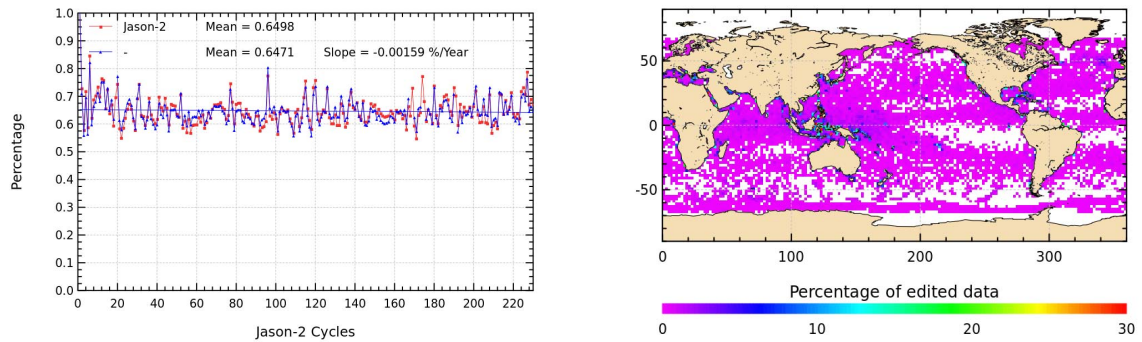 Jason-2 Mean = 0.6498
- Mean = 0.6471 Slope = -0.00159 %/Year
Percentage
1.0
0.9
0.8
0.7
0.6
0.5
0.4
0.3
0.2
0.1
0.0
0 20 40 60 80 100 120 140 160 180 200 220
Jason-2 Cycles
50
0
-50
0 100 200 300
Percentage of edited data
0 10 20 30